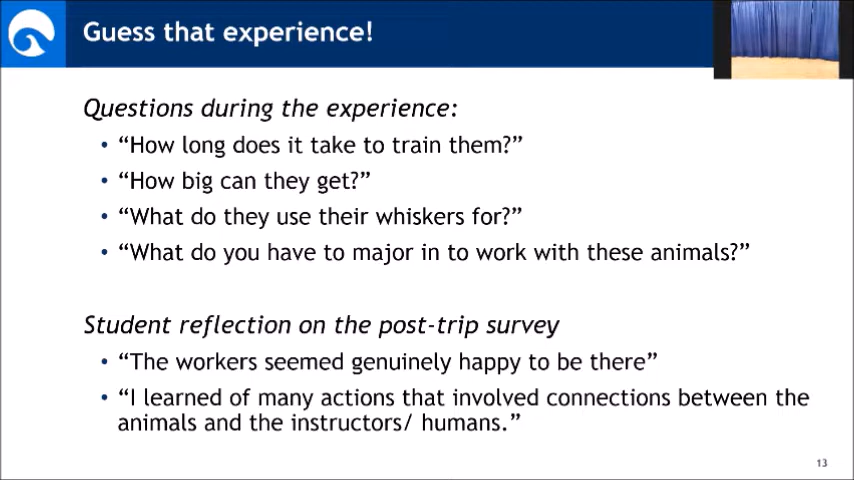 Guess that experience!
Questions during the experience:
• “How long does it take to train them?”
• “How big can they get?”
• “What do they use their whiskers for?”
• “What do you have to major in to work with these animals?”
Student reflection on the post-trip survey
• “The workers seemed genuinely happy to be there”
• “I learned of many actions that involved connections between the
animals and the instructors/ humans.”
13